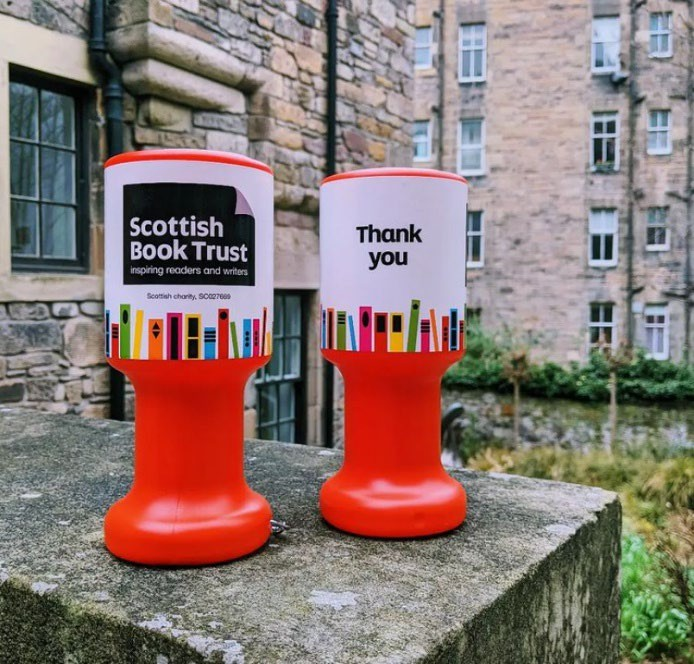 Scottish
Book Trust
inspiring readers and writers
Scottish charity, SC027669
Thank
you